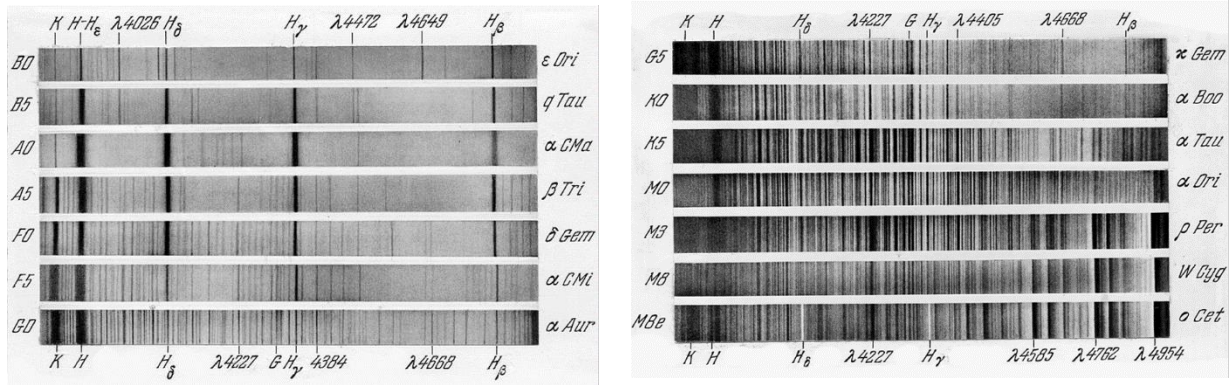 K H-Hε λ4026 Hδ Hγ λ4472 λ4649 Hβ
B0 ε Ori
B5 q Tau
A0 α CMa
A5 β Tri
F0 δ Gem
F5 α CMi
G0 α Aur
K H Hδ λ4227 G Hγ 4384 λ4668 Hβ
K H Hδ λ4227 G Hγ λ4405 λ4668 Hβ
G5 ϰ Gem
K0 α Boo
K5 α Tau
M0 α Ori
M3 ρ Per
M8 W Cyg
M8e o Cet
K H Hδ λ4227 Hγ λ4585 λ4762 λ4954